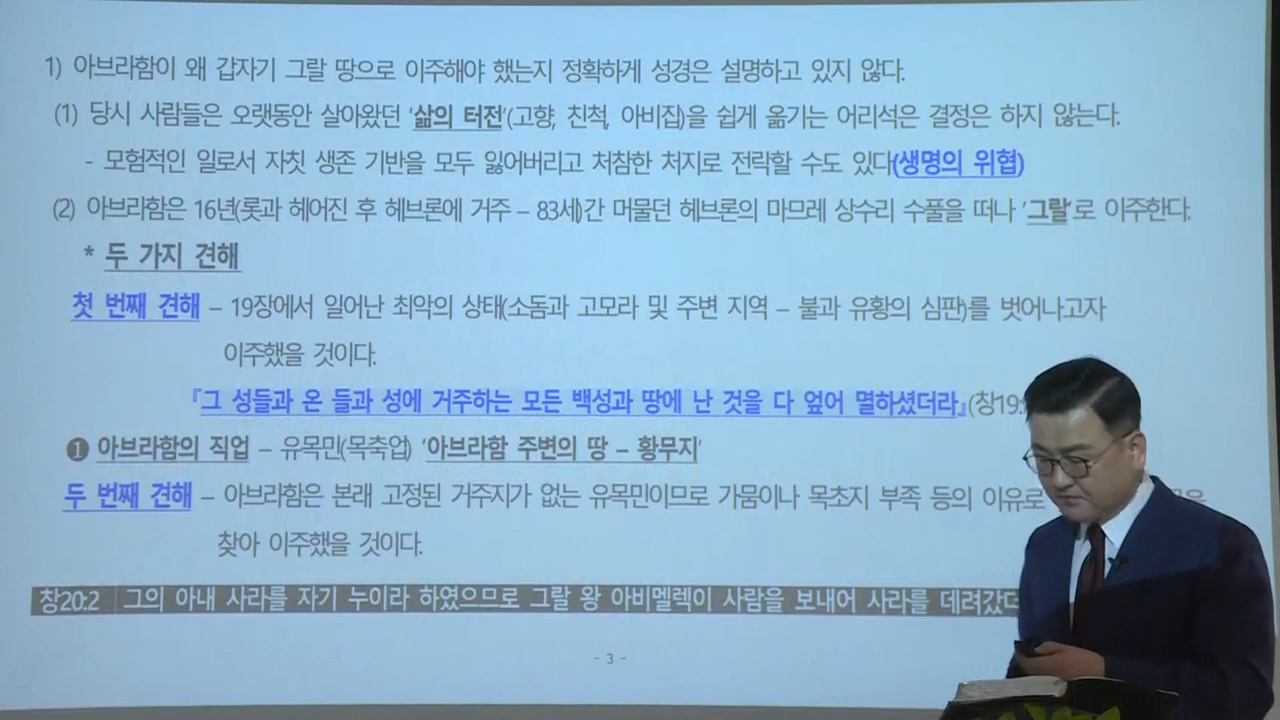 1) 아브라함이 왜 갑자기 그랄 땅으로 이주해야 했는지 정확하게 성경은 설명하고 있지 않다.
(1) 당시 사람들은 오랫동안 살아왔던 '삶의 터전'(고향, 친척, 아비집)을 쉽게 옮기는 어리석은 결정은 하지 않는다.
- 모험적인 일로서 자칫 생존 기반을 모두 잃어버리고 처참한 처지로 전락할 수도 있다(생명의 위협)
(2) 아브라함은 16년(롯과 헤어진 후 헤브론에 거주 – 83세)간 머물던 헤브론의 마므레 상수리 수풀을 떠나 '그랄'로 이주한다.
* 두 가지 견해
첫 번째 견해 – 19장에서 일어난 최악의 상태(소돔과 고모라 및 주변 지역 – 불과 유황의 심판)를 벗어나고자
이주했을 것이다.
『그 성들과 온 들과 성에 거주하는 모든 백성과 땅에 난 것을 다 엎어 멸하셨더라』(창19:
❶ 아브라함의 직업 – 유목민(목축업) '아브라함 주변의 땅 – 황무지'
두 번째 견해 – 아브라함은 본래 고정된 거주지가 없는 유목민이므로 가뭄이나 목초지 부족 등의 이유로
찾아 이주했을 것이다.
창20:2 그의 아내 사라를 자기 누이라 하였으므로 그랄 왕 아비멜렉이 사람을 보내어 사라를 데려갔
- 3 -